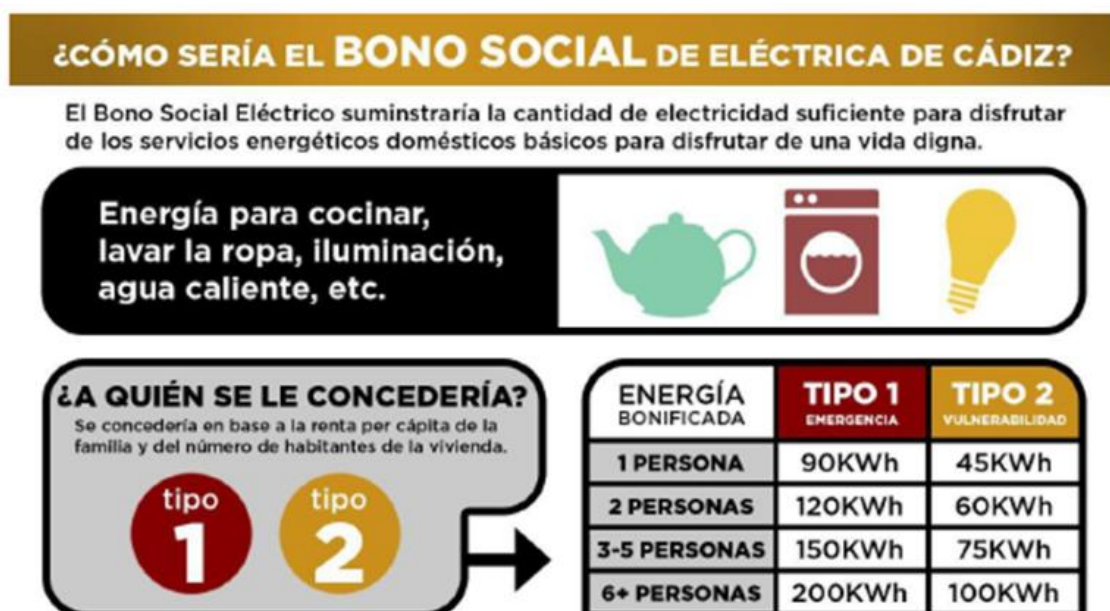 ¿CÓMO SERÍA EL BONO SOCIAL DE ELÉCTRICA DE CÁDIZ?
El Bono Social Eléctrico suminstraría la cantidad de electricidad suficiente para disfrutar
de los servicios energéticos domésticos básicos para disfrutar de una vida digna.
Energía para cocinar,
lavar la ropa, iluminación,
agua caliente, etc.
¿A QUIÉN SE LE CONCEDERÍA?
Se concedería en base a la renta per cápita de la
familia y del número de habitantes de la vivienda.
tipo
1
tipo
2
ENERGÍA
BONIFICADA
TIPO 1
EMERGENCIA
TIPO 2
VULNERABILIDAD
1 PERSONA 90KWh 45KWh
2 PERSONAS 120KWh 60KWh
3-5 PERSONAS 150KWh 75KWh
6+ PERSONAS 200KWh 100KWh